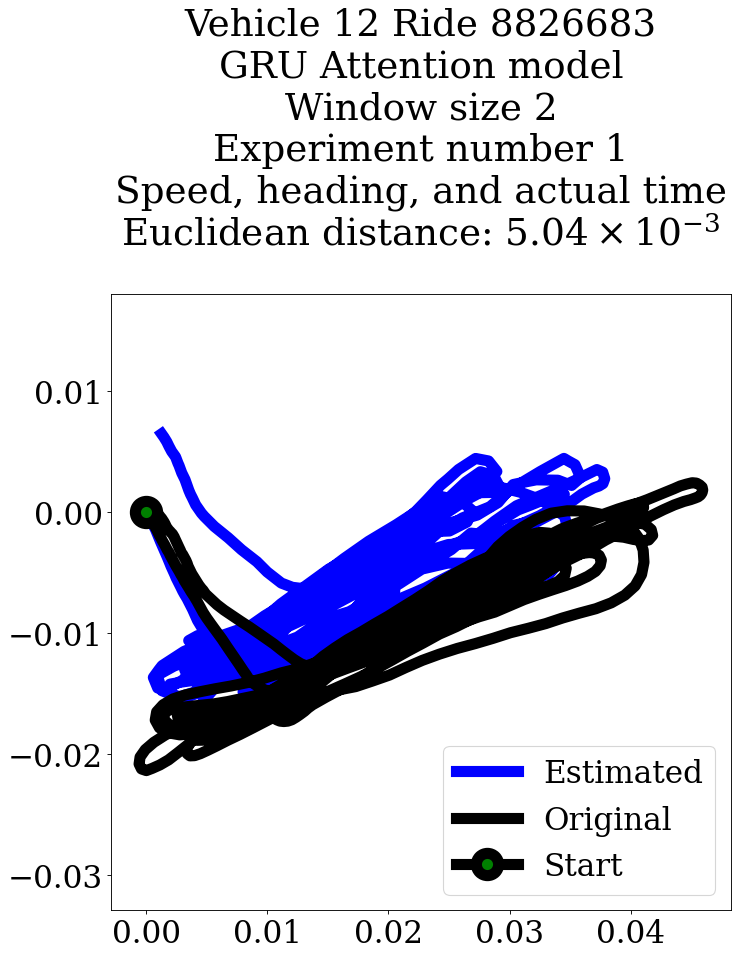 Vehicle 12 Ride 8826683
GRU Attention model
Window size 2
Experiment number 1
Speed, heading, and actual time
Euclidean distance: 5.04 × 10⁻³
0.01
0.00
−0.01
−0.02
−0.03
Estimated
Original
Start
0.00 0.01 0.02 0.03 0.04